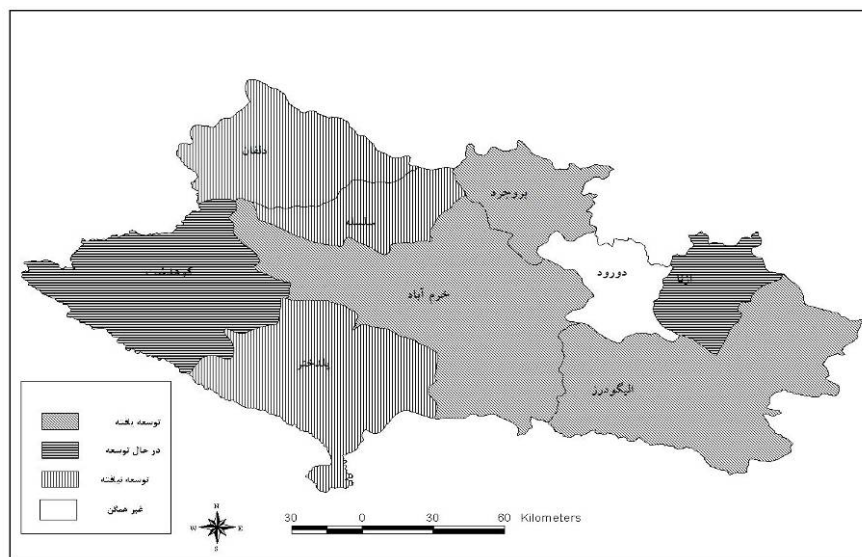 دلفان
بروجرد
سلسله
کوهدشت
دورود
ازنا
خرم آباد
پلدختر
الیگودرز
توسعه یافته
در حال توسعه
توسعه نیافته
غیر همگن
N
W E
S
30 0 30 60 Kilometers